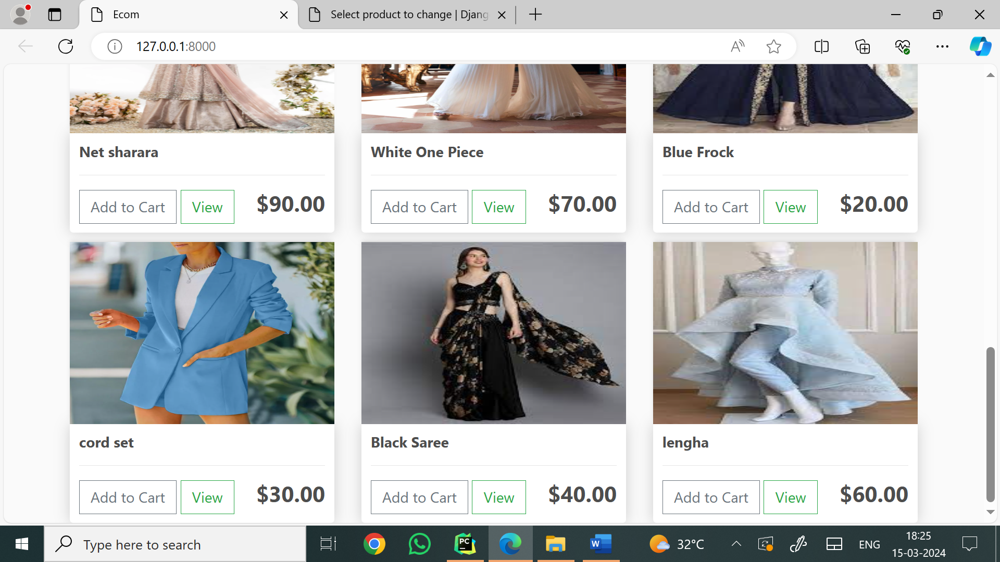 Ecom
Select product to change | Djang
127.0.0.1:8000
Net sharara
White One Piece
Blue Frock
Add to Cart View $90.00
Add to Cart View $70.00
Add to Cart View $20.00
cord set
Black Saree
lengha
Add to Cart View $30.00
Add to Cart View $40.00
Add to Cart View $60.00
Type here to search
PC
W
32°C
ENG
18:25
15-03-2024